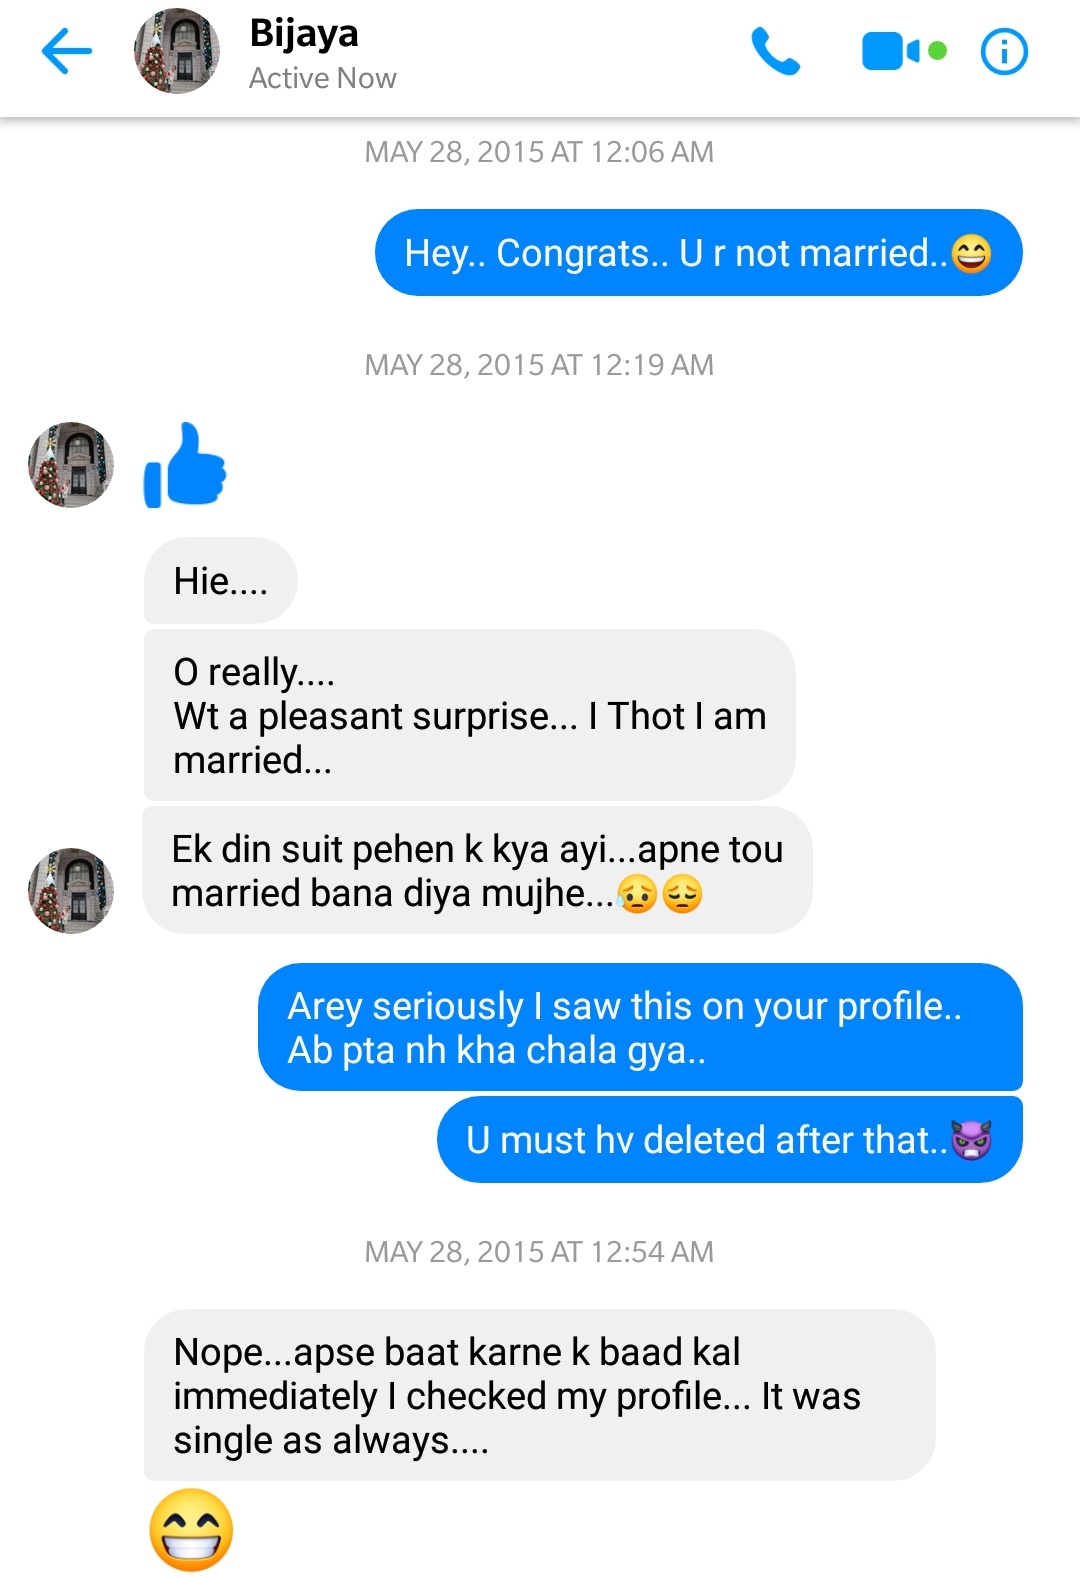 Bijaya
Active Now
MAY 28, 2015 AT 12:06 AM
Hey.. Congrats.. U r not married..😄
MAY 28, 2015 AT 12:19 AM
Hie....
O really....
Wt a pleasant surprise... I Thot I am
married...
Ek din suit pehen k kya ayi...apne tou
married bana diya mujhe...😥😔
Arey seriously I saw this on your profile..
Ab pta nh kha chala gya..
U must hv deleted after that..👿
MAY 28, 2015 AT 12:54 AM
Nope...apse baat karne k baad kal
immediately I checked my profile... It was
single as always....
😁